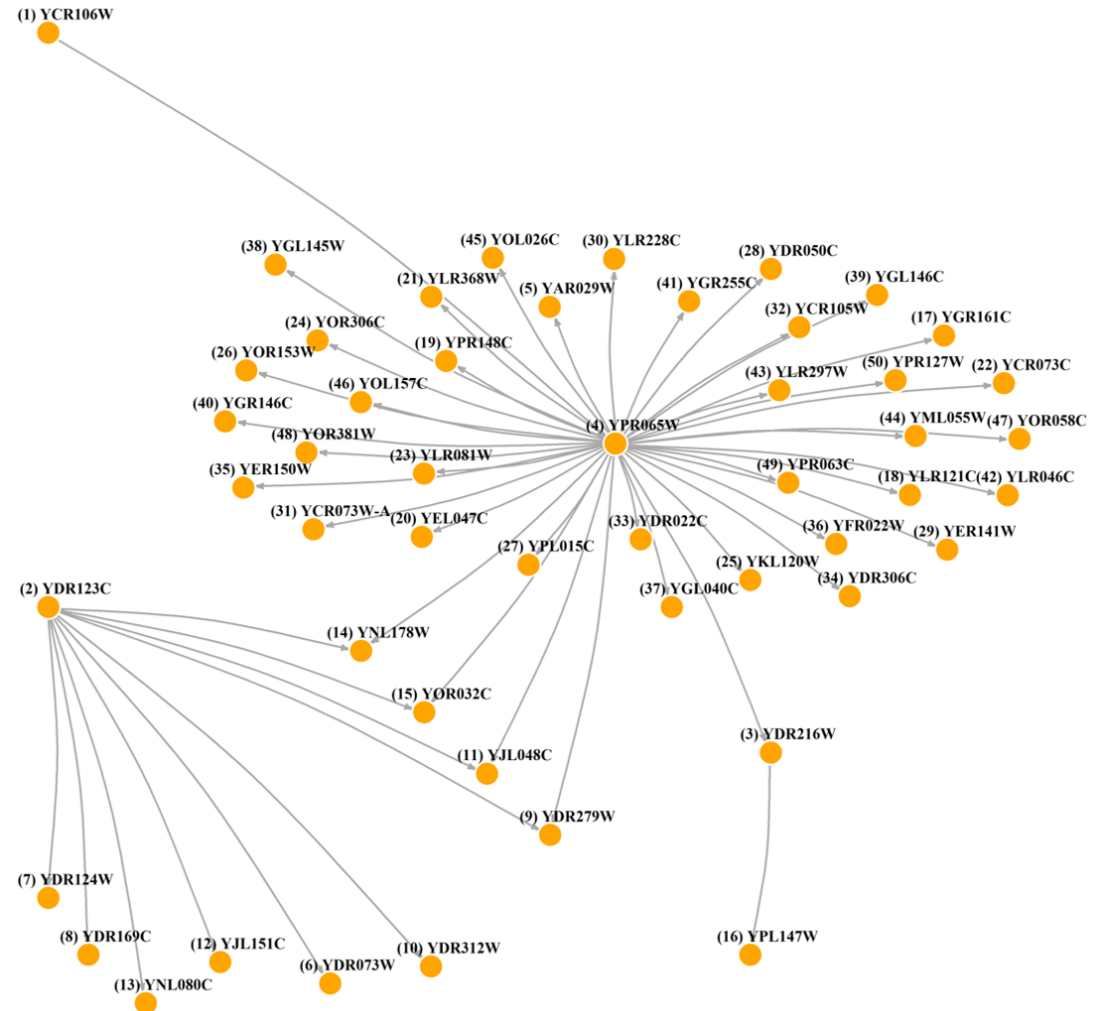 (1) YCR106W
(45) YOL026C
(30) YLR228C
(38) YGL145W
(28) YDR050C
(21) YLR368W
(5) YAR029W
(41) YGR255C
(39) YGL146C
(32) YCR105W
(17) YGR161C
(24) YOR306C
(19) YPR148C
(26) YOR153W
(43) YLR297W
(50) YPR127W
(22) YCR073C
(46) YOL157C
(40) YGR146C
(4) YPR065W
(44) YML055W
(47) YOR058C
(48) YOR381W
(23) YLR081W
(35) YER150W
(49) YPR063C
(18) YLR121C
(42) YLR046C
(31) YCR073W-A
(20) YEL047C
(33) YDR022C
(36) YFR022W
(29) YER141W
(27) YPL015C
(25) YKL120W
(34) YDR306C
(37) YGL040C
(2) YDR123C
(14) YNL178W
(15) YOR032C
(3) YDR216W
(11) YJL048C
(9) YDR279W
(7) YDR124W
(8) YDR169C
(12) YJL151C
(10) YDR312W
(16) YPL147W
(6) YDR073W
(13) YNL080C